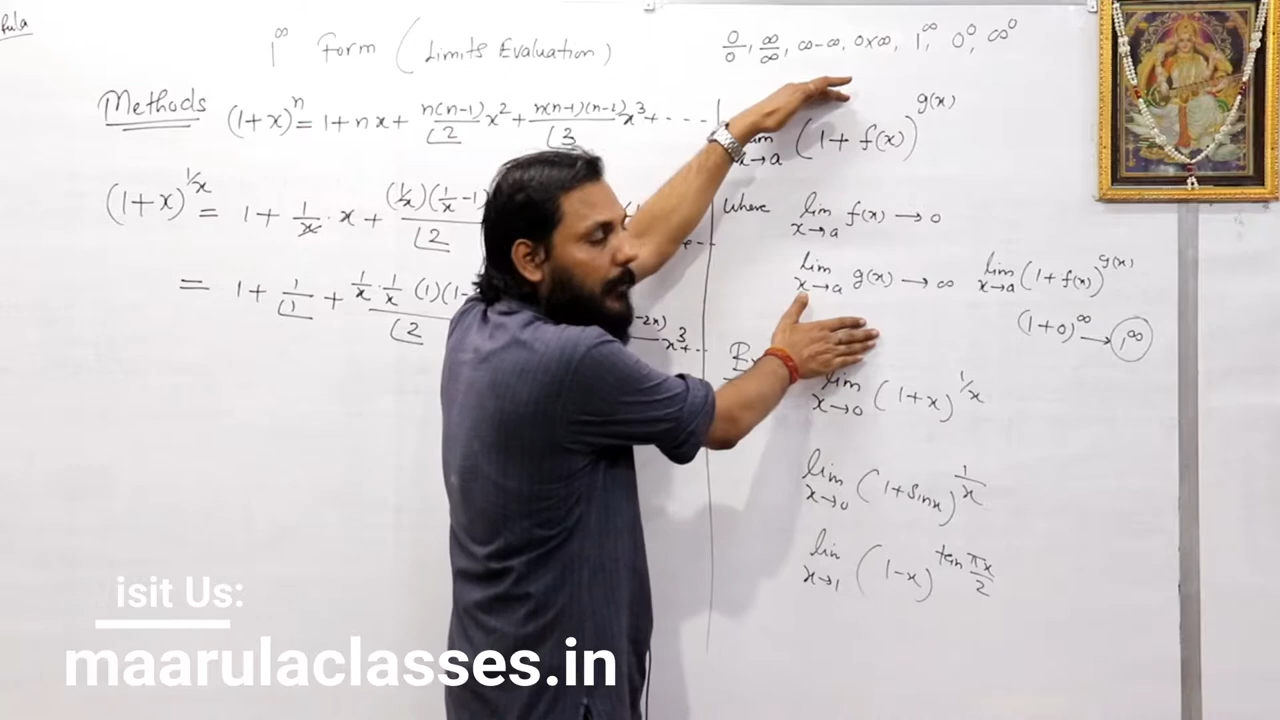 1^∞ Form (Limits Evaluation)
Methods (1+x)^n = 1+nx+ n(n-1)/⌊2 x^2 + n(n-1)(n-2)/⌊3 x^3 + ----
(1+x)^1/x = 1 + 1/x · x + (1/x)(1/x -1)/⌊2
= 1 + 1/⌊1 + 1/x · 1/x (1)(1- /⌊2 -2x) x^3 + --
0/0, ∞/∞, ∞-∞, 0×∞, 1^∞, 0^0, ∞^0
x→a (1+ f(x))^g(x)
Where lim x→a f(x) → 0
lim x→a g(x) → ∞ lim x→a (1+f(x))^g(x)
(1+0)^∞ → 1^∞
lim x→0 (1+x)^1/x
lim x→0 (1+Sinx)^1/x
lim x→1 (1-x)^tan πx/2
isit Us:
maarulaclasses.in